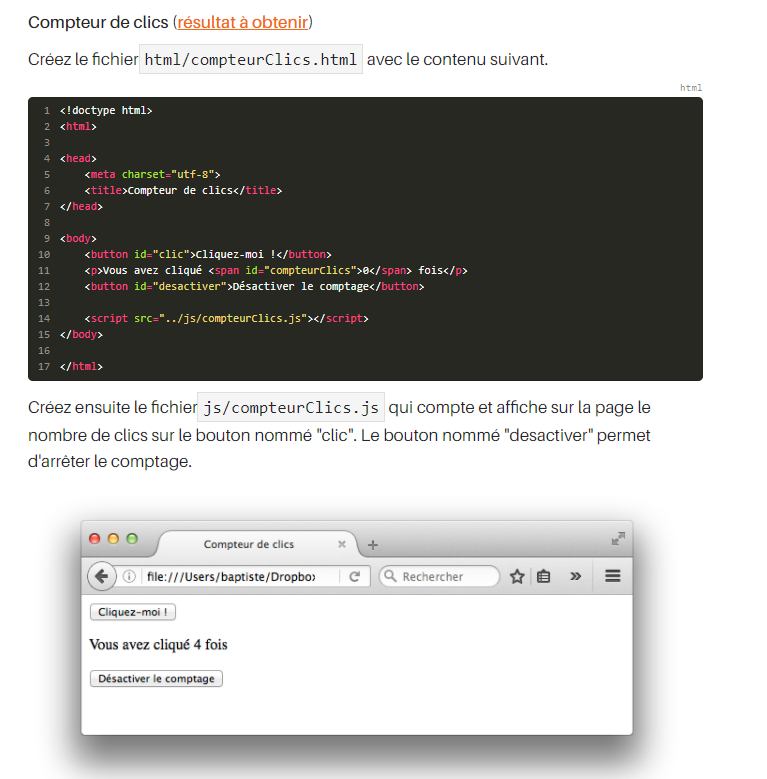 Compteur de clics (résultat à obtenir)
Créez le fichier html/compteurClics.html avec le contenu suivant.
html
1 <!doctype html>
2 <html>
3
4 <head>
5     <meta charset="utf-8">
6     <title>Compteur de clics</title>
7 </head>
8
9 <body>
10     <button id="clic">Cliquez-moi !</button>
11     <p>Vous avez cliqué <span id="compteurClics">0</span> fois</p>
12     <button id="desactiver">Désactiver le comptage</button>
13
14     <script src="../js/compteurClics.js"></script>
15 </body>
16
17 </html>
Créez ensuite le fichier js/compteurClics.js qui compte et affiche sur la page le
nombre de clics sur le bouton nommé "clic". Le bouton nommé "desactiver" permet
d'arrêter le comptage.
Compteur de clics
file:///Users/baptiste/Dropbo
Rechercher
Cliquez-moi !
Vous avez cliqué 4 fois
Désactiver le comptage